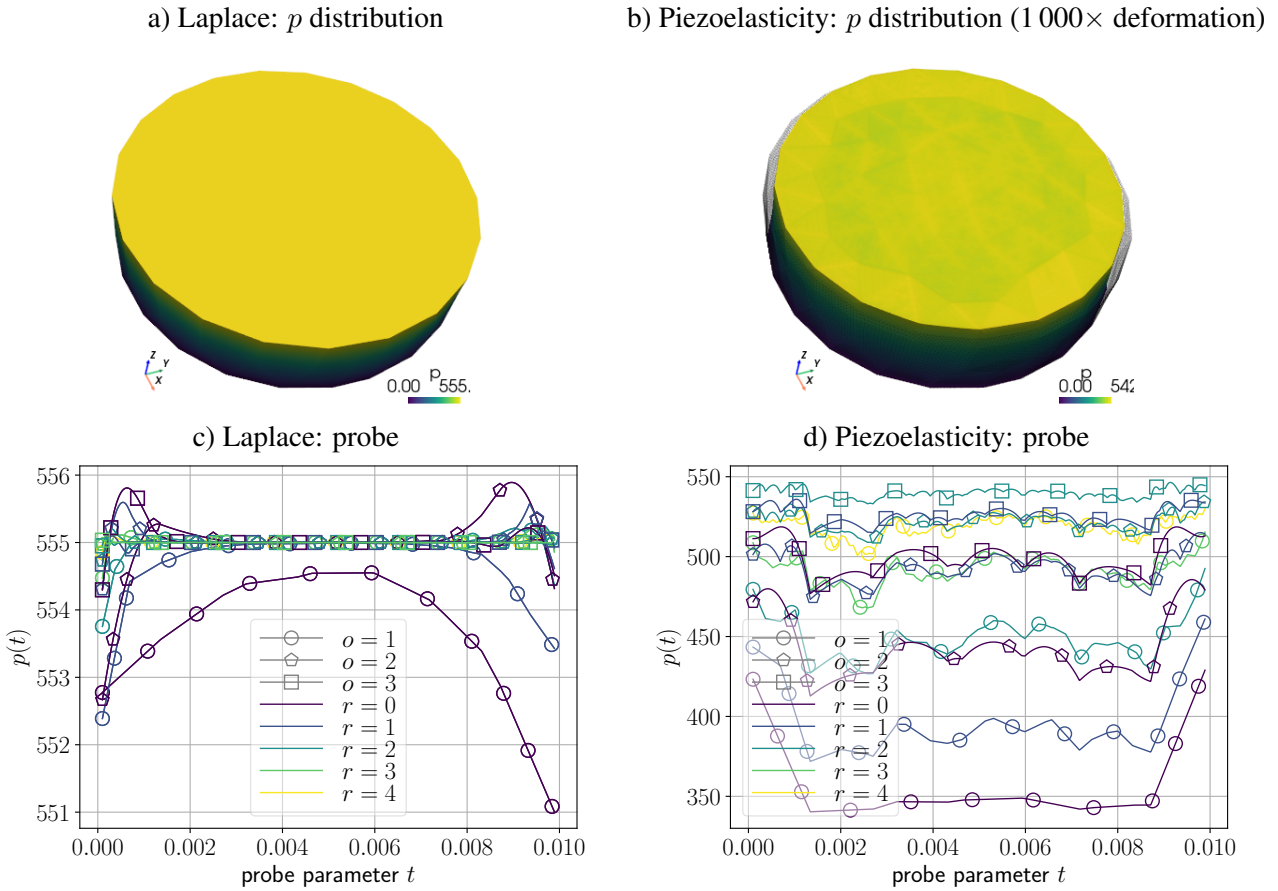 a) Laplace: p distribution
b) Piezoelasticity: p distribution (1 000× deformation)
Z
Y
X
p
0.00 555.
Z
Y
X
p
0.00 542
c) Laplace: probe
d) Piezoelasticity: probe
556
555
554
553
552
551
p(t)
o = 1
o = 2
o = 3
r = 0
r = 1
r = 2
r = 3
r = 4
0.000 0.002 0.004 0.006 0.008 0.010
probe parameter t
550
500
450
400
350
p(t)
o = 1
o = 2
o = 3
r = 0
r = 1
r = 2
r = 3
r = 4
0.000 0.002 0.004 0.006 0.008 0.010
probe parameter t